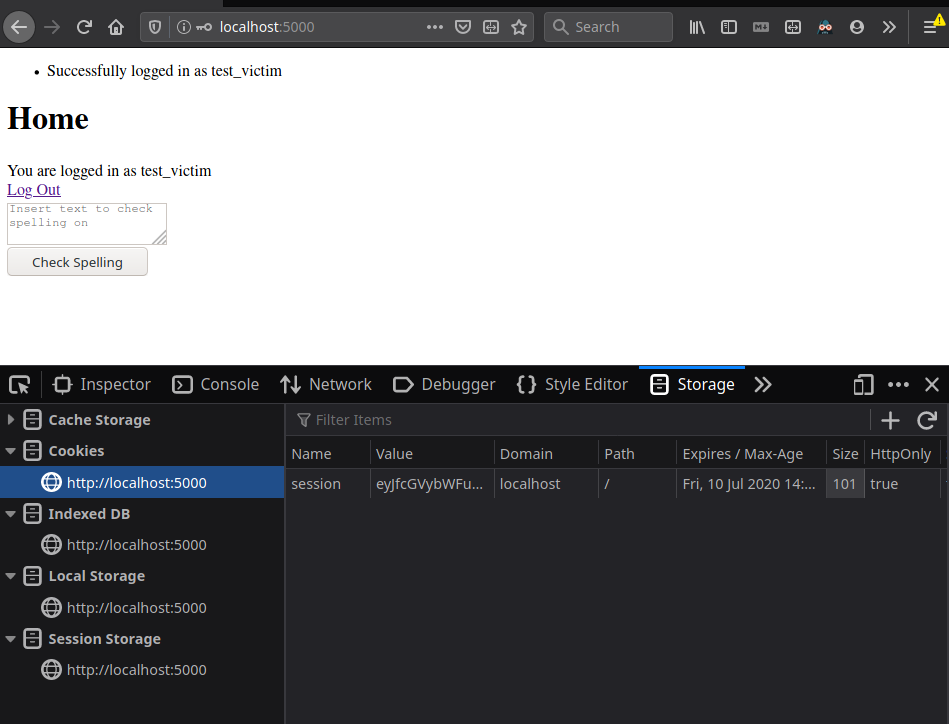 localhost:5000
Search
Successfully logged in as test_victim
Home
You are logged in as test_victim
Log Out
Insert text to check
spelling on
Check Spelling
Inspector Console Network Debugger Style Editor Storage
Cache Storage
Cookies
http://localhost:5000
Indexed DB
http://localhost:5000
Local Storage
http://localhost:5000
Session Storage
http://localhost:5000
Filter Items
Name Value Domain Path Expires / Max-Age Size HttpOnly
session eyJfcGVybWFu... localhost / Fri, 10 Jul 2020 14:... 101 true